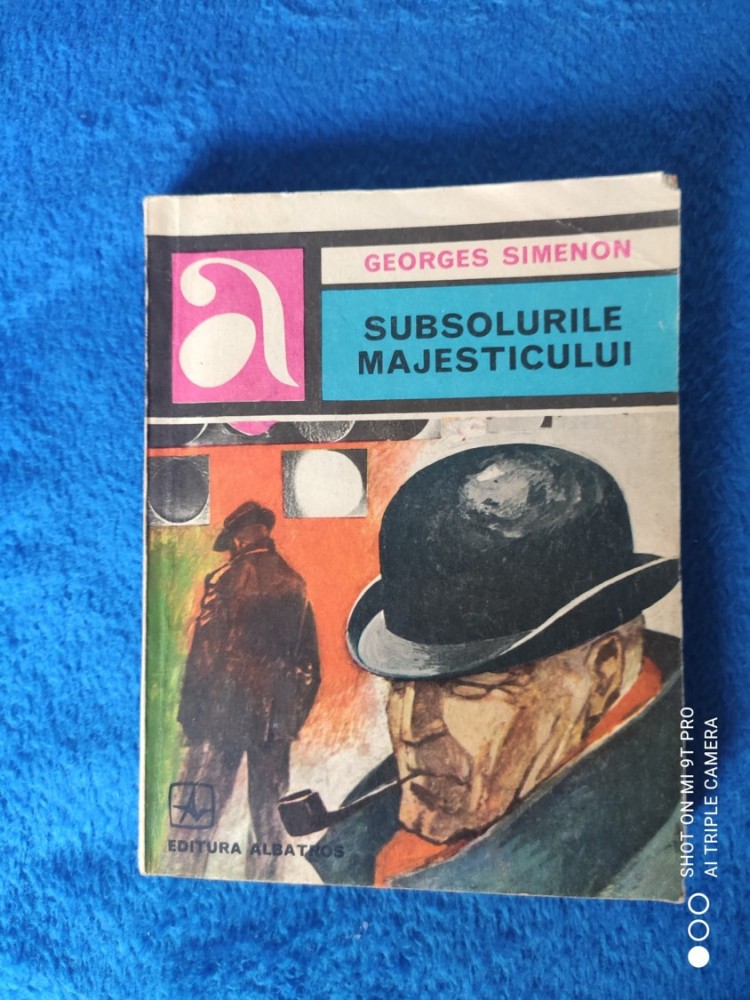 a
GEORGES SIMENON
SUBSOLURILE
MAJESTICULUI
EDITURA ALBATROS
SHOT ON MI 9T PRO
AI TRIPLE CAMERA